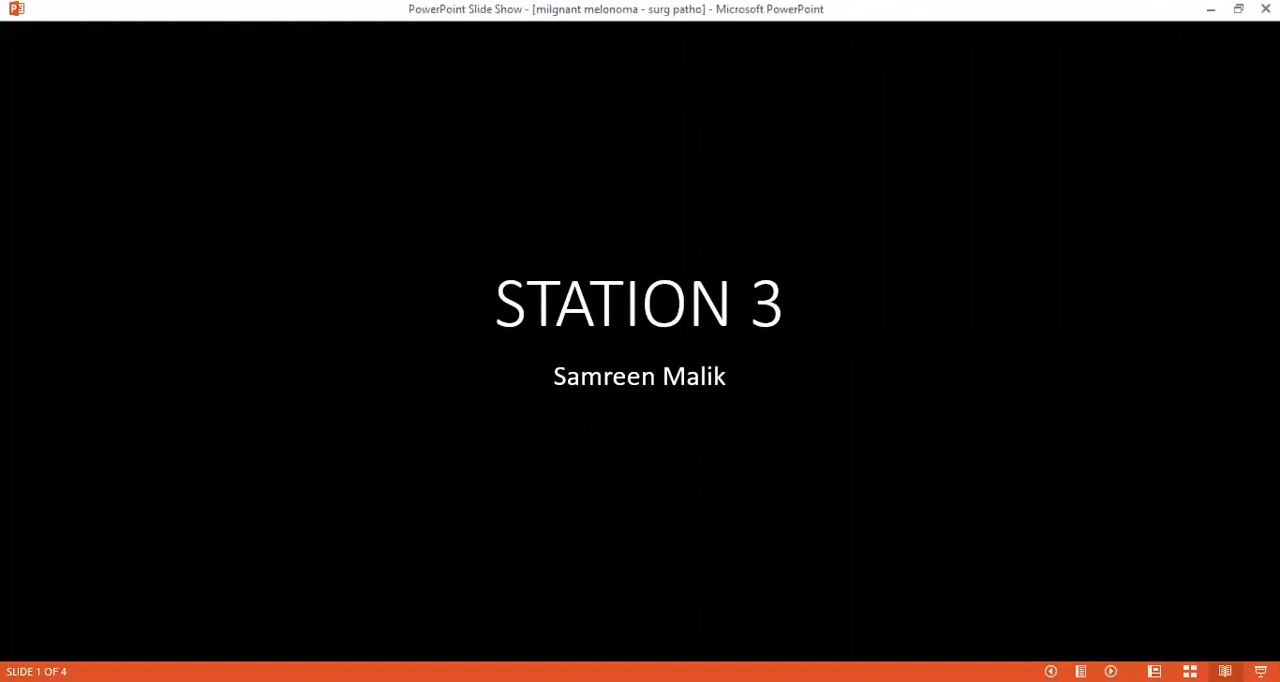 PowerPoint Slide Show - [milgnant melonoma - surg patho] - Microsoft PowerPoint
STATION 3
Samreen Malik
SLIDE 1 OF 4